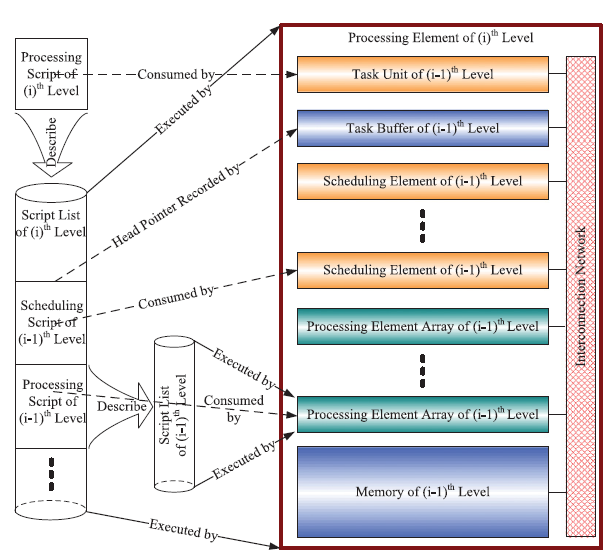 Processing Element of (i)th Level
Processing
Script of
(i)th Level
Consumed by
Task Unit of (i-1)th Level
Executed by
Describe
Task Buffer of (i-1)th Level
Head Pointer Recorded by
Scheduling Element of (i-1)th Level
Script List
of (i)th Level
Scheduling Element of (i-1)th Level
Consumed by
Scheduling
Script of
(i-1)th Level
Processing Element Array of (i-1)th Level
Interconnection Network
Executed by
Processing
Script of
(i-1)th Level
Describe
Script List
of (i-1)th Level
Consumed
by
Processing Element Array of (i-1)th Level
Executed by
Memory of (i-1)th Level
Executed by